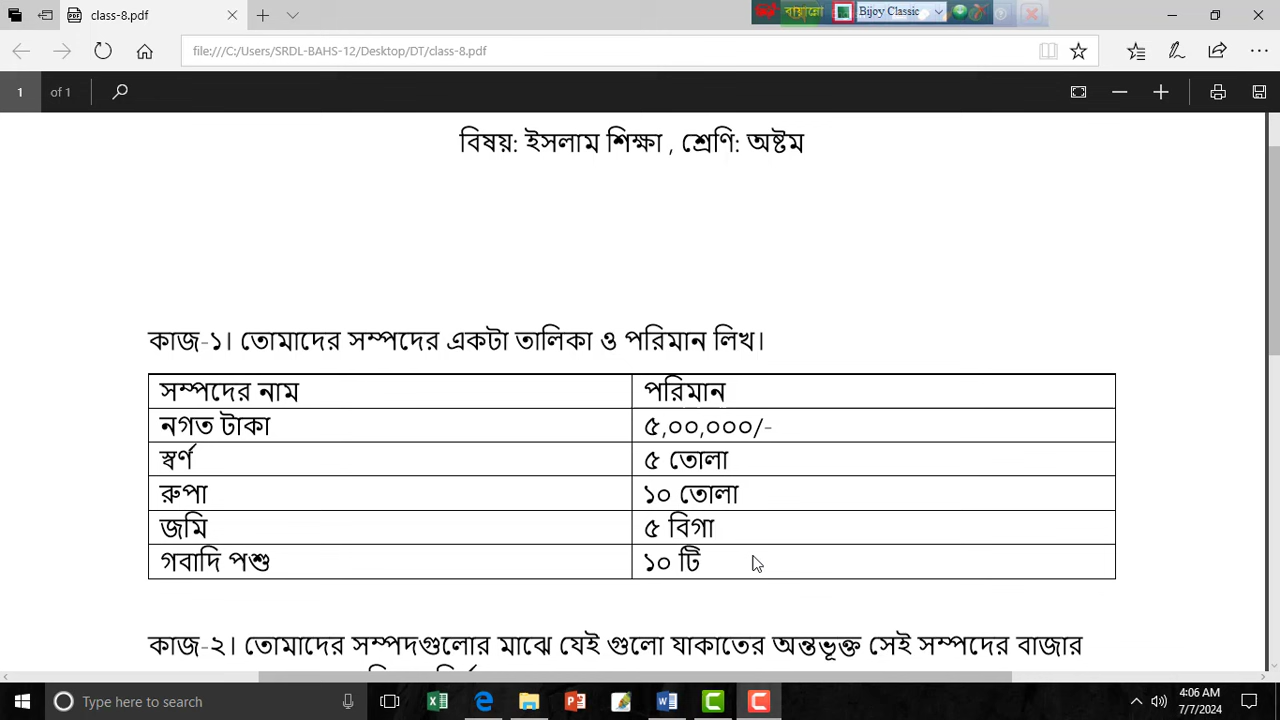 class-8.pdf
বায়ান্নো
Bijoy Classic
file:///C:/Users/SRDL-BAHS-12/Desktop/DT/class-8.pdf
1 of 1
বিষয়: ইসলাম শিক্ষা , শ্রেণি: অষ্টম
কাজ-১। তোমাদের সম্পদের একটা তালিকা ও পরিমান লিখ।
সম্পদের নাম পরিমান
নগত টাকা ৫,০০,০০০/-
স্বর্ণ ৫ তোলা
রুপা ১০ তোলা
জমি ৫ বিগা
গবাদি পশু ১০ টি
কাজ-২। তোমাদের সম্পদগুলোর মাঝে যেই গুলো যাকাতের অন্তভূক্ত সেই সম্পদের বাজার
Type here to search
4:06 AM
7/7/2024